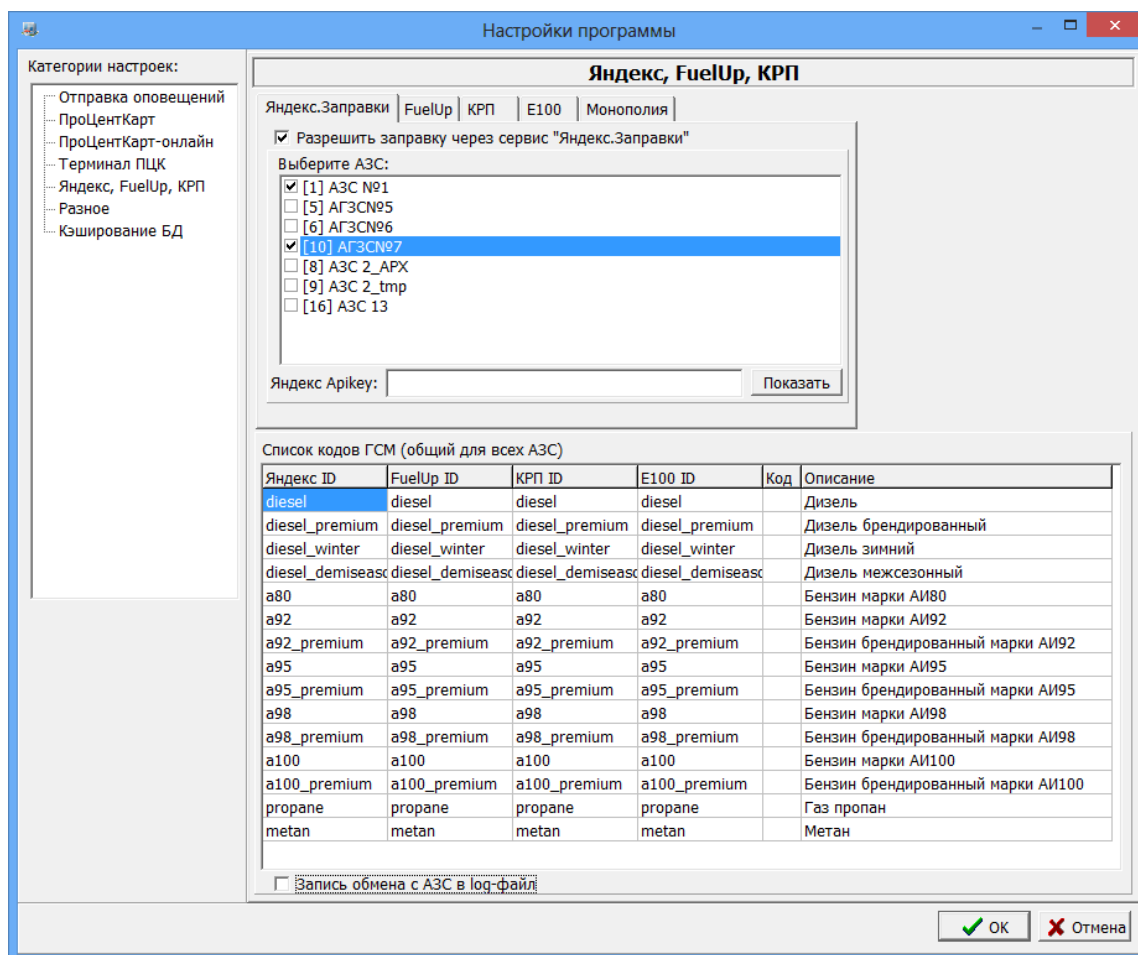 Настройки программы
Категории настроек:
Отправка оповещений
ПроЦентКарт
ПроЦентКарт-онлайн
Терминал ПЦК
Яндекс, FuelUp, КРП
Разное
Кэширование БД
Яндекс, FuelUp, КРП
Яндекс.Заправки FuelUp КРП E100 Монополия
Разрешить заправку через сервис "Яндекс.Заправки"
Выберите АЗС:
[1] АЗС №1
[5] АГЗС№5
[6] АГЗС№6
[10] АГЗС№7
[8] АЗС 2_АРХ
[9] АЗС 2_tmp
[16] АЗС 13
Яндекс Apikey: Показать
Список кодов ГСМ (общий для всех АЗС)
Яндекс ID FuelUp ID КРП ID E100 ID Код Описание
diesel diesel diesel diesel Дизель
diesel_premium diesel_premium diesel_premium diesel_premium Дизель брендированный
diesel_winter diesel_winter diesel_winter diesel_winter Дизель зимний
diesel_demiseasc diesel_demiseasc diesel_demiseasc diesel_demiseasc Дизель межсезонный
a80 a80 a80 a80 Бензин марки АИ80
a92 a92 a92 a92 Бензин марки АИ92
a92_premium a92_premium a92_premium a92_premium Бензин брендированный марки АИ92
a95 a95 a95 a95 Бензин марки АИ95
a95_premium a95_premium a95_premium a95_premium Бензин брендированный марки АИ95
a98 a98 a98 a98 Бензин марки АИ98
a98_premium a98_premium a98_premium a98_premium Бензин брендированный марки АИ98
a100 a100 a100 a100 Бензин марки АИ100
a100_premium a100_premium a100_premium a100_premium Бензин брендированный марки АИ100
propane propane propane propane Газ пропан
metan metan metan metan Метан
Запись обмена с АЗС в log-файл
OK Отмена